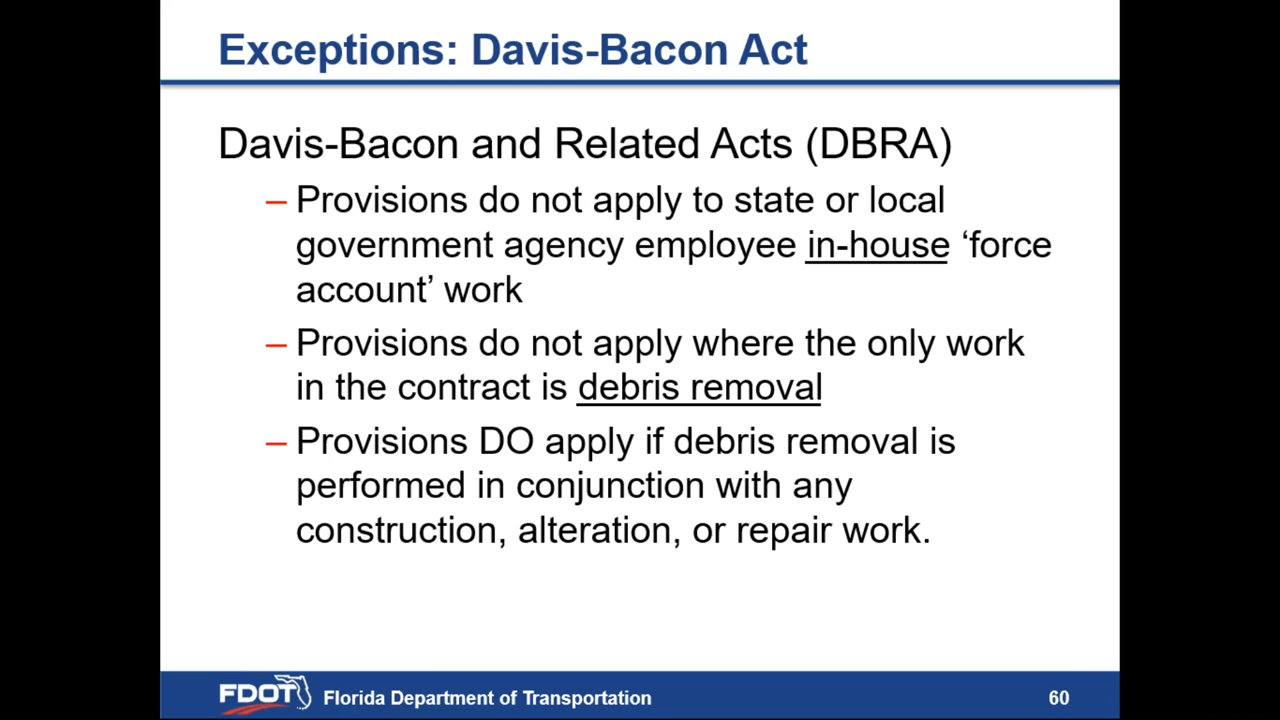 Exceptions: Davis-Bacon Act
Davis-Bacon and Related Acts (DBRA)
– Provisions do not apply to state or local
government agency employee in-house ‘force
account’ work
– Provisions do not apply where the only work
in the contract is debris removal
– Provisions DO apply if debris removal is
performed in conjunction with any
construction, alteration, or repair work.
FDOT Florida Department of Transportation 60